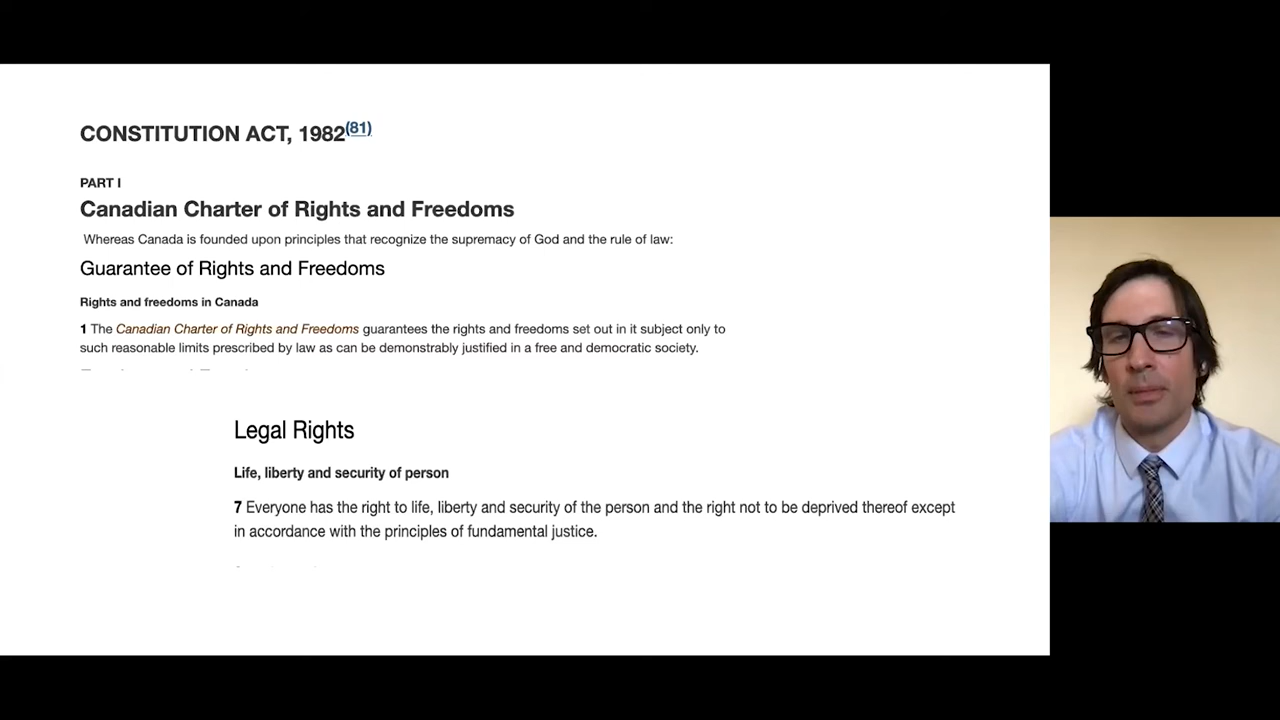 CONSTITUTION ACT, 1982(81)
PART I
Canadian Charter of Rights and Freedoms
Whereas Canada is founded upon principles that recognize the supremacy of God and the rule of law:
Guarantee of Rights and Freedoms
Rights and freedoms in Canada
1 The Canadian Charter of Rights and Freedoms guarantees the rights and freedoms set out in it subject only to
such reasonable limits prescribed by law as can be demonstrably justified in a free and democratic society.
Legal Rights
Life, liberty and security of person
7 Everyone has the right to life, liberty and security of the person and the right not to be deprived thereof except
in accordance with the principles of fundamental justice.